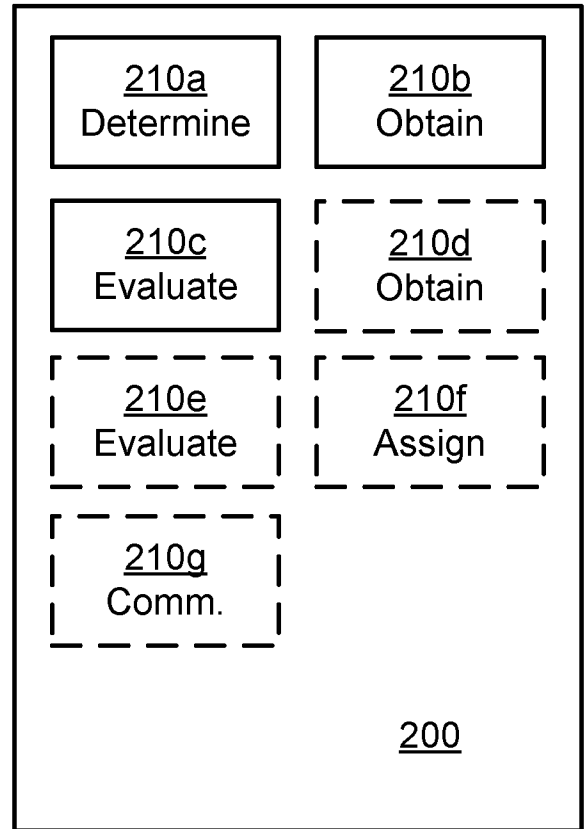 210a
Determine
210b
Obtain
210c
Evaluate
210d
Obtain
210e
Evaluate
210f
Assign
210g
Comm.
200